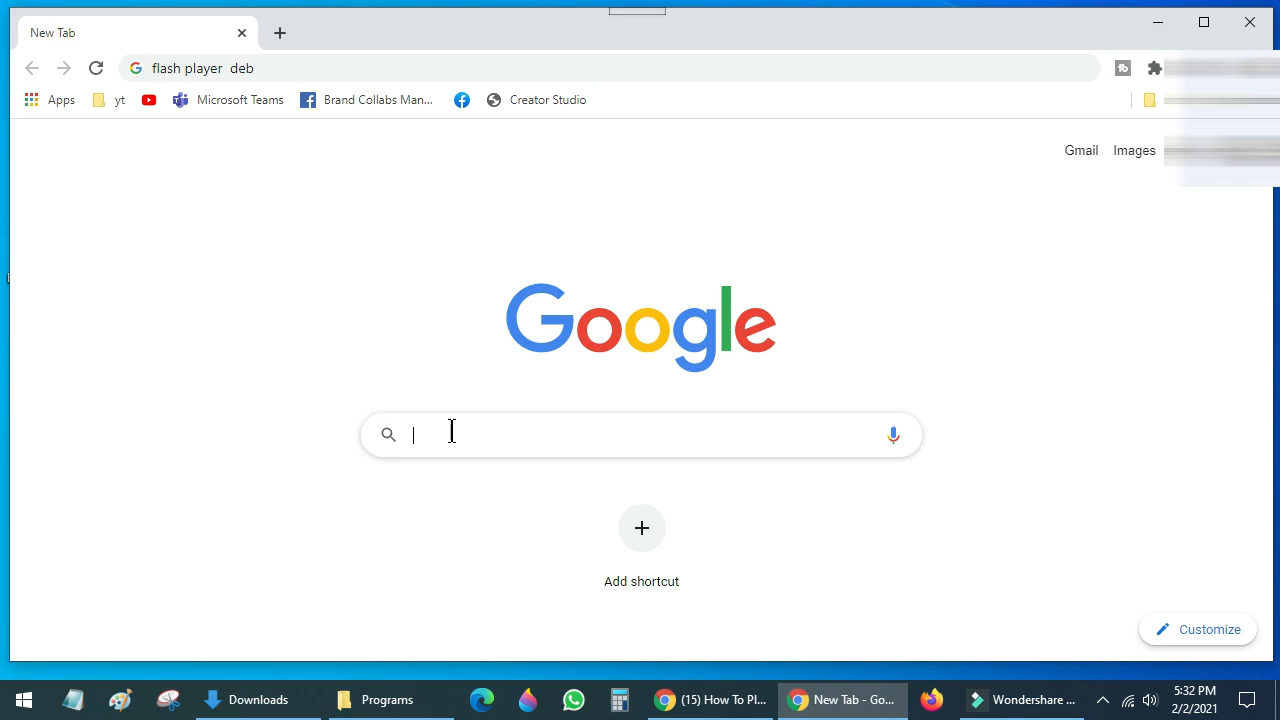 New Tab
flash player  deb
Apps
yt
Microsoft Teams
Brand Collabs Man...
Creator Studio
Gmail
Images
Google
Add shortcut
Customize
Downloads
Programs
(15) How To Pl...
New Tab - Go...
Wondershare ...
5:32 PM
2/2/2021